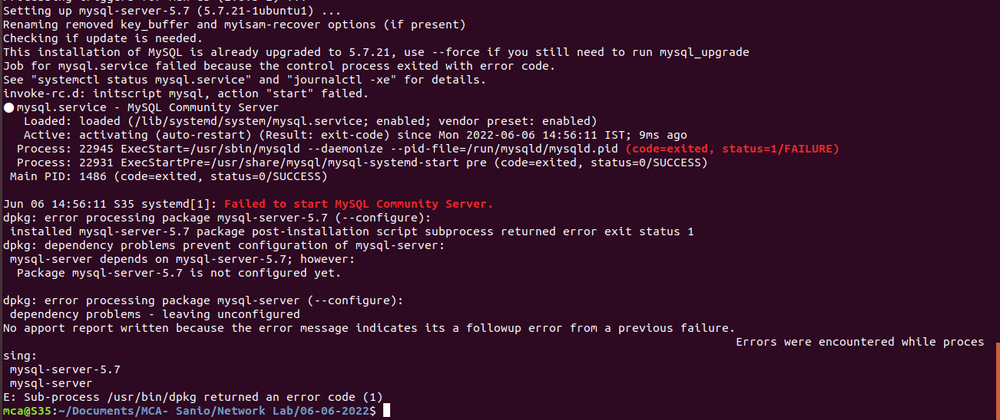 Setting up mysql-server-5.7 (5.7.21-1ubuntu1) ...
Renaming removed key_buffer and myisam-recover options (if present)
Checking if update is needed.
This installation of MySQL is already upgraded to 5.7.21, use --force if you still need to run mysql_upgrade
Job for mysql.service failed because the control process exited with error code.
See "systemctl status mysql.service" and "journalctl -xe" for details.
invoke-rc.d: initscript mysql, action "start" failed.
● mysql.service - MySQL Community Server
   Loaded: loaded (/lib/systemd/system/mysql.service; enabled; vendor preset: enabled)
   Active: activating (auto-restart) (Result: exit-code) since Mon 2022-06-06 14:56:11 IST; 9ms ago
  Process: 22945 ExecStart=/usr/sbin/mysqld --daemonize --pid-file=/run/mysqld/mysqld.pid (code=exited, status=1/FAILURE)
  Process: 22931 ExecStartPre=/usr/share/mysql/mysql-systemd-start pre (code=exited, status=0/SUCCESS)
 Main PID: 1486 (code=exited, status=0/SUCCESS)

Jun 06 14:56:11 S35 systemd[1]: Failed to start MySQL Community Server.
dpkg: error processing package mysql-server-5.7 (--configure):
 installed mysql-server-5.7 package post-installation script subprocess returned error exit status 1
dpkg: dependency problems prevent configuration of mysql-server:
 mysql-server depends on mysql-server-5.7; however:
  Package mysql-server-5.7 is not configured yet.

dpkg: error processing package mysql-server (--configure):
 dependency problems - leaving unconfigured
No apport report written because the error message indicates its a followup error from a previous failure.
Errors were encountered while proces
sing:
 mysql-server-5.7
 mysql-server
E: Sub-process /usr/bin/dpkg returned an error code (1)
mca@S35:~/Documents/MCA- Sanio/Network Lab/06-06-2022$